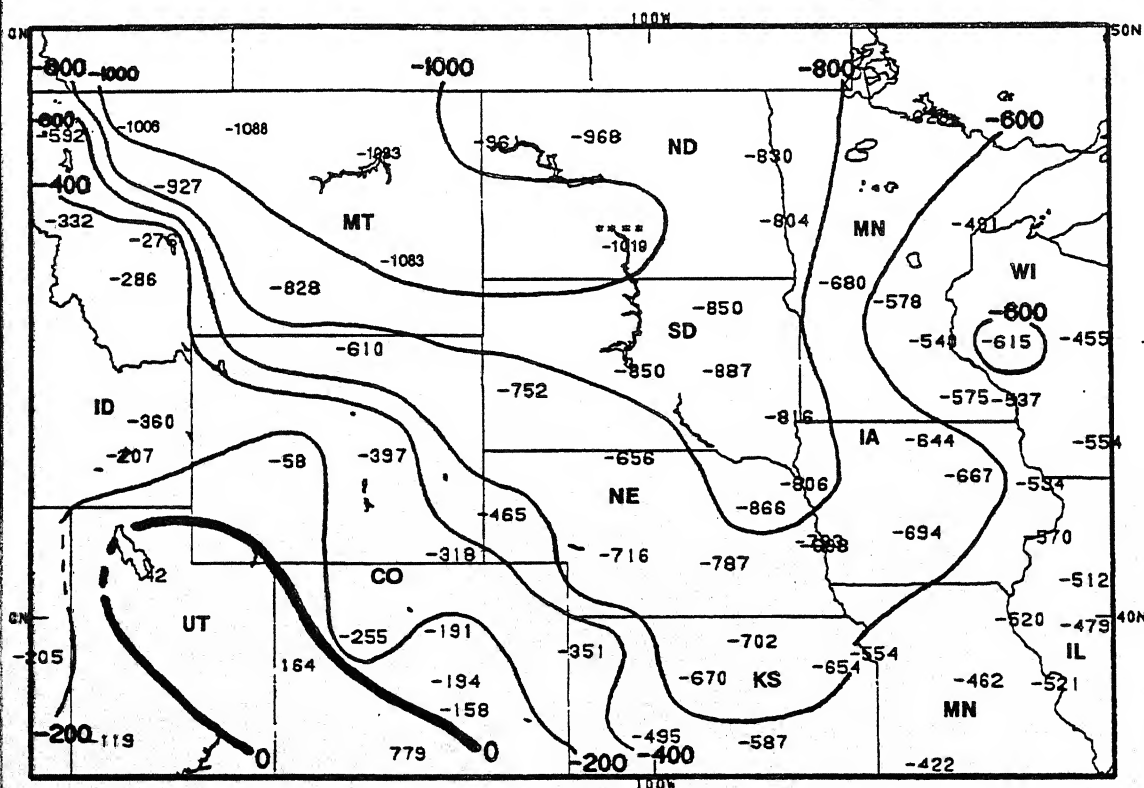 100W
0N 50N
-800 -1000 -1000 -800
-600 -600
-592 -1006 -1088 -961 -968 ND
-1093 -830
-400 -927
-332 MT -804 MN -491
-276 **** -1019
-286 -1083 WI
-828 -850 -680 -578
SD -600
-610 -540 -615 -455
-850 -887
-752 -575 -537
ID -360 -816 IA
-207 -58 -397 -656 -644 -554
NE -806 -667 -534
-465 -866
-318 -716 -787 -694 -570
42 CO -512
UT -520 40N
0N -479
-205 -255 -191 -351 -702 -554 IL
164 -194 -670 KS -654 -462 -521
-158 MN
-200 -119 -495 -587
0 779 0 -200 -400 -422
100W